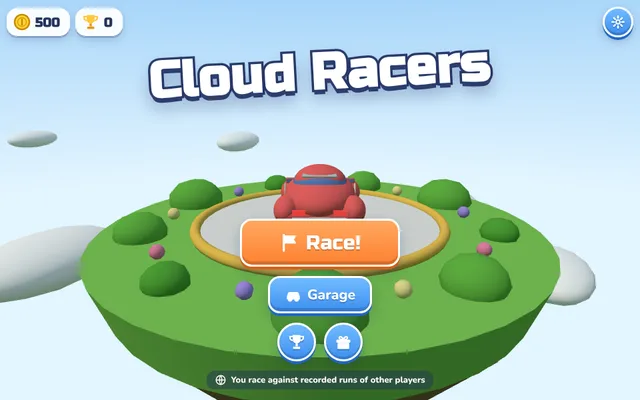 500
0
Cloud Racers
Race!
Garage
You race against recorded runs of other players